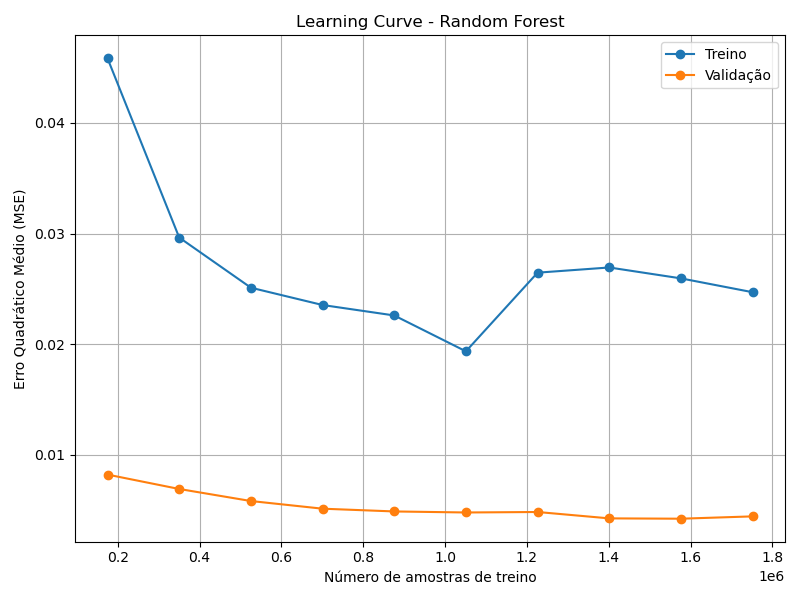 Learning Curve - Random Forest
Treino
Validação
Erro Quadrático Médio (MSE)
0.04
0.03
0.02
0.01
0.2 0.4 0.6 0.8 1.0 1.2 1.4 1.6 1.8
1e6
Número de amostras de treino